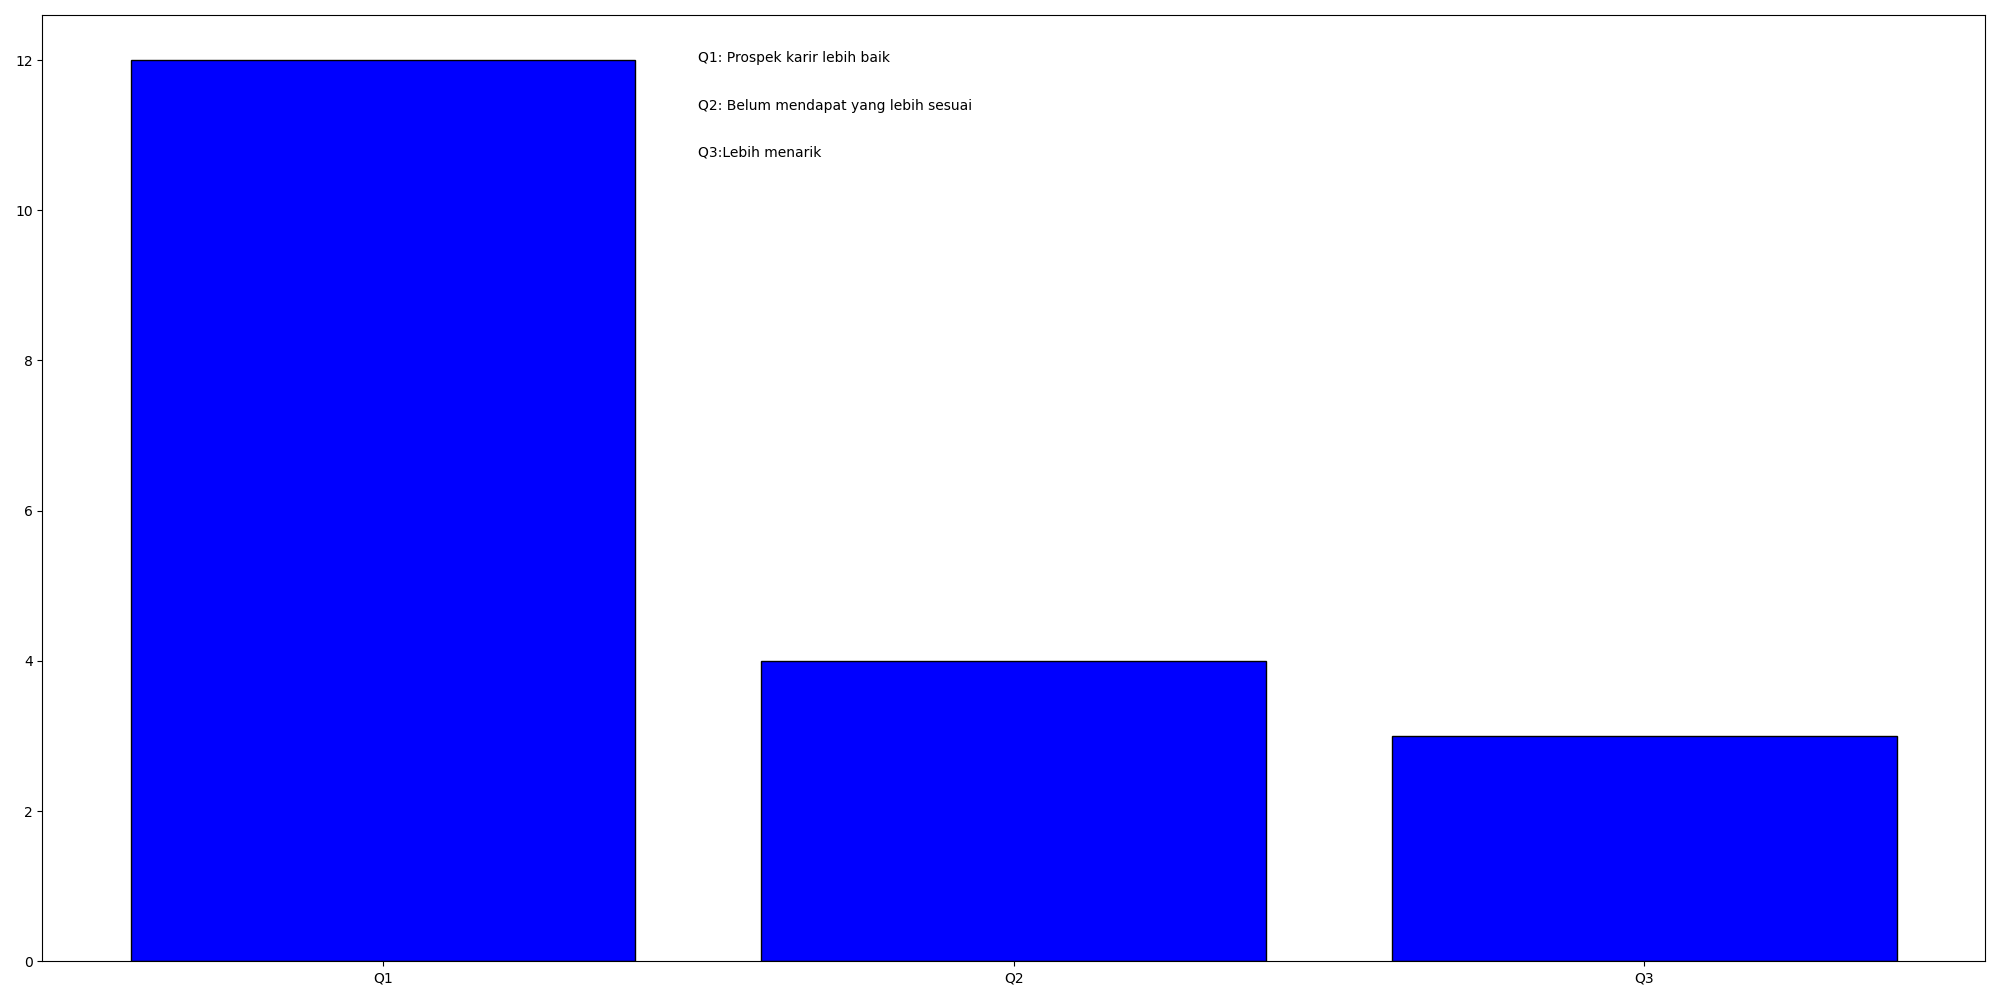 12
10
8
6
4
2
0
Q1: Prospek karir lebih baik
Q2: Belum mendapat yang lebih sesuai
Q3:Lebih menarik
Q1
Q2
Q3